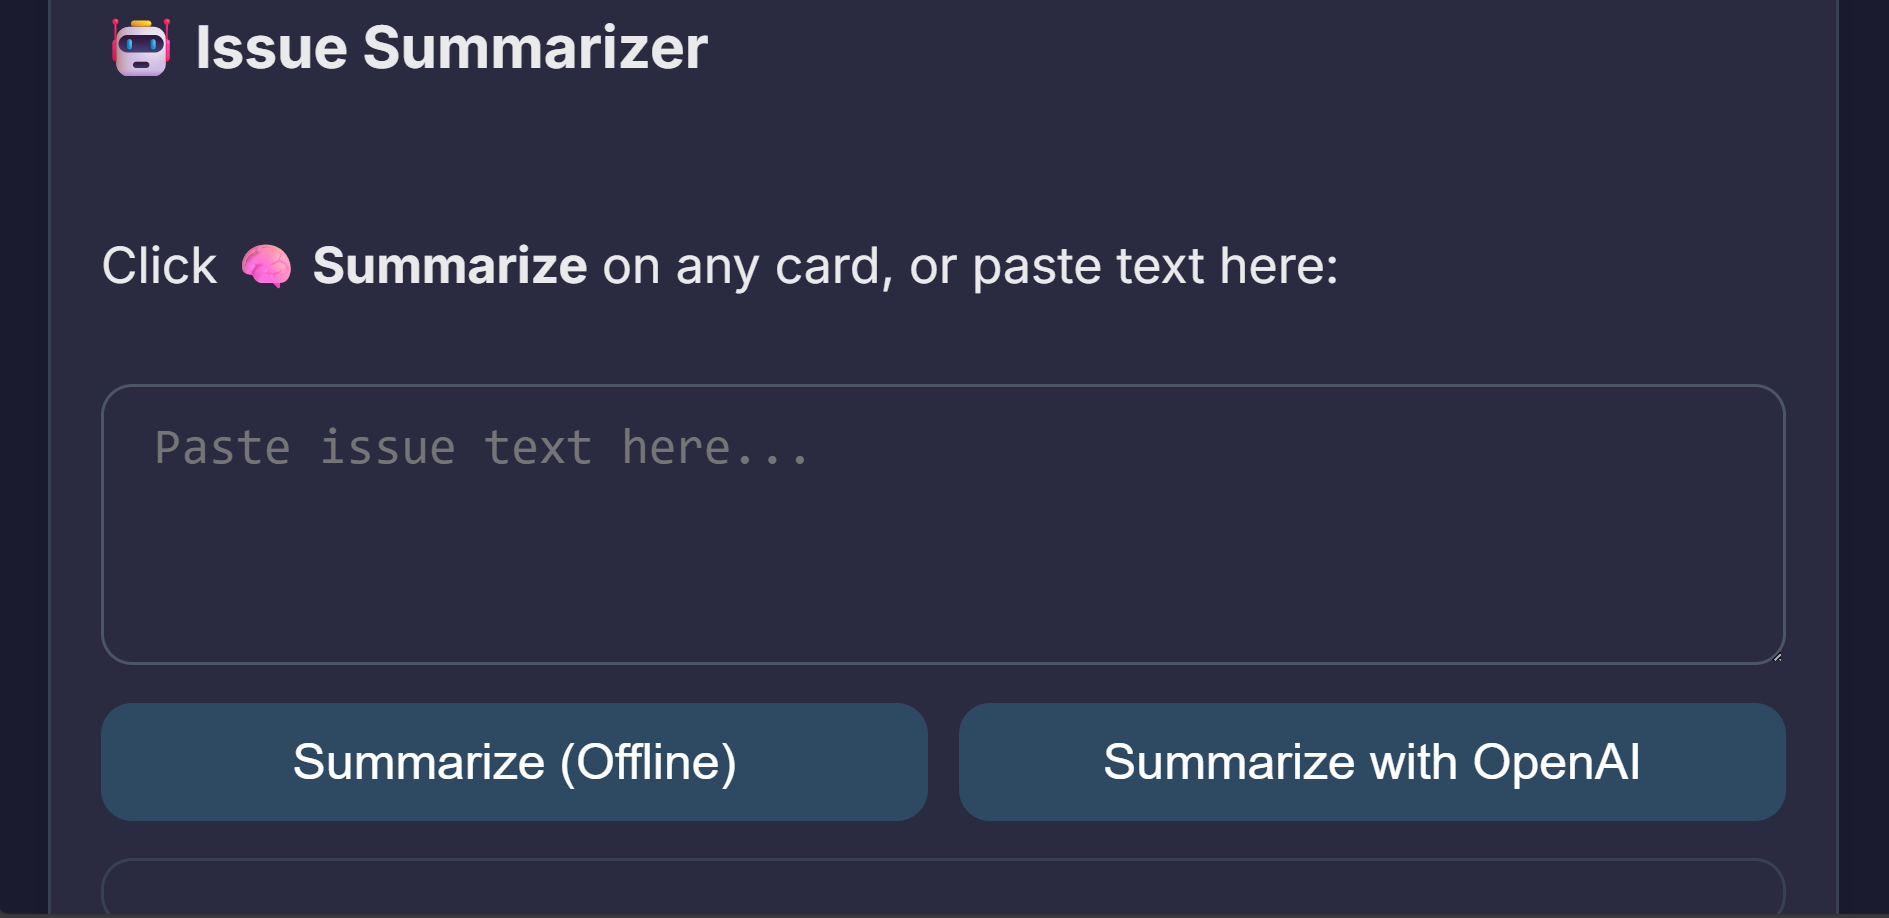 Issue Summarizer
Click Summarize on any card, or paste text here:
Paste issue text here...
Summarize (Offline)
Summarize with OpenAI